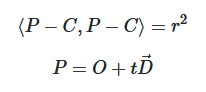 ⟨P − C, P − C⟩ = r²
P = O + tD⃗